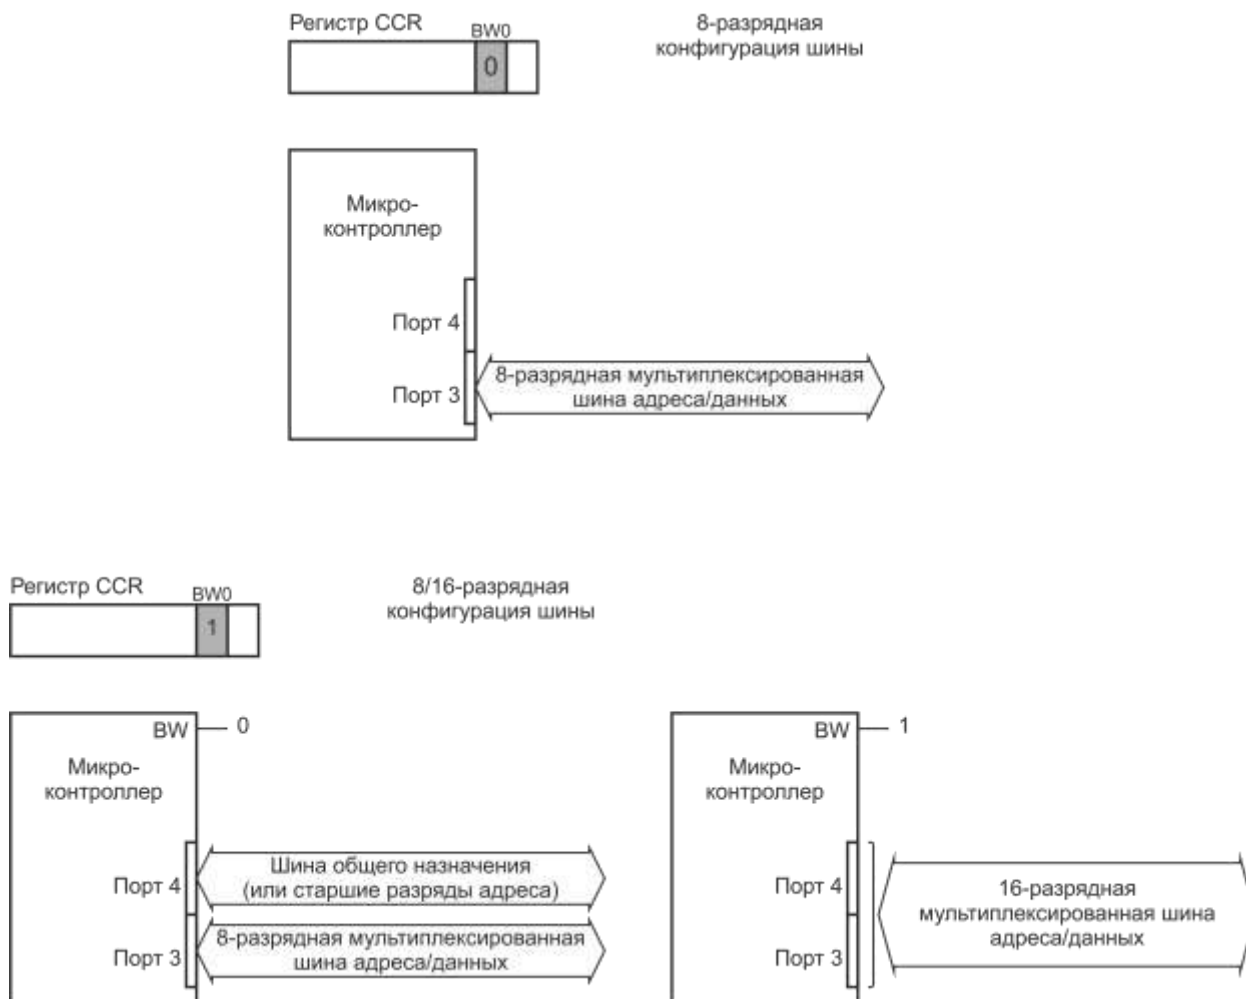 Регистр CCR
BW0
8-разрядная
конфигурация шины
0
Микро-
контроллер
Порт 4
Порт 3
8-разрядная мультиплексированная
шина адреса/данных
Регистр CCR
BW0
8/16-разрядная
конфигурация шины
1
BW
0
Микро-
контроллер
Порт 4
Шина общего назначения
(или старшие разряды адреса)
Порт 3
8-разрядная мультиплексированная
шина адреса/данных
BW
1
Микро-
контроллер
Порт 4
Порт 3
16-разрядная
мультиплексированная шина
адреса/данных